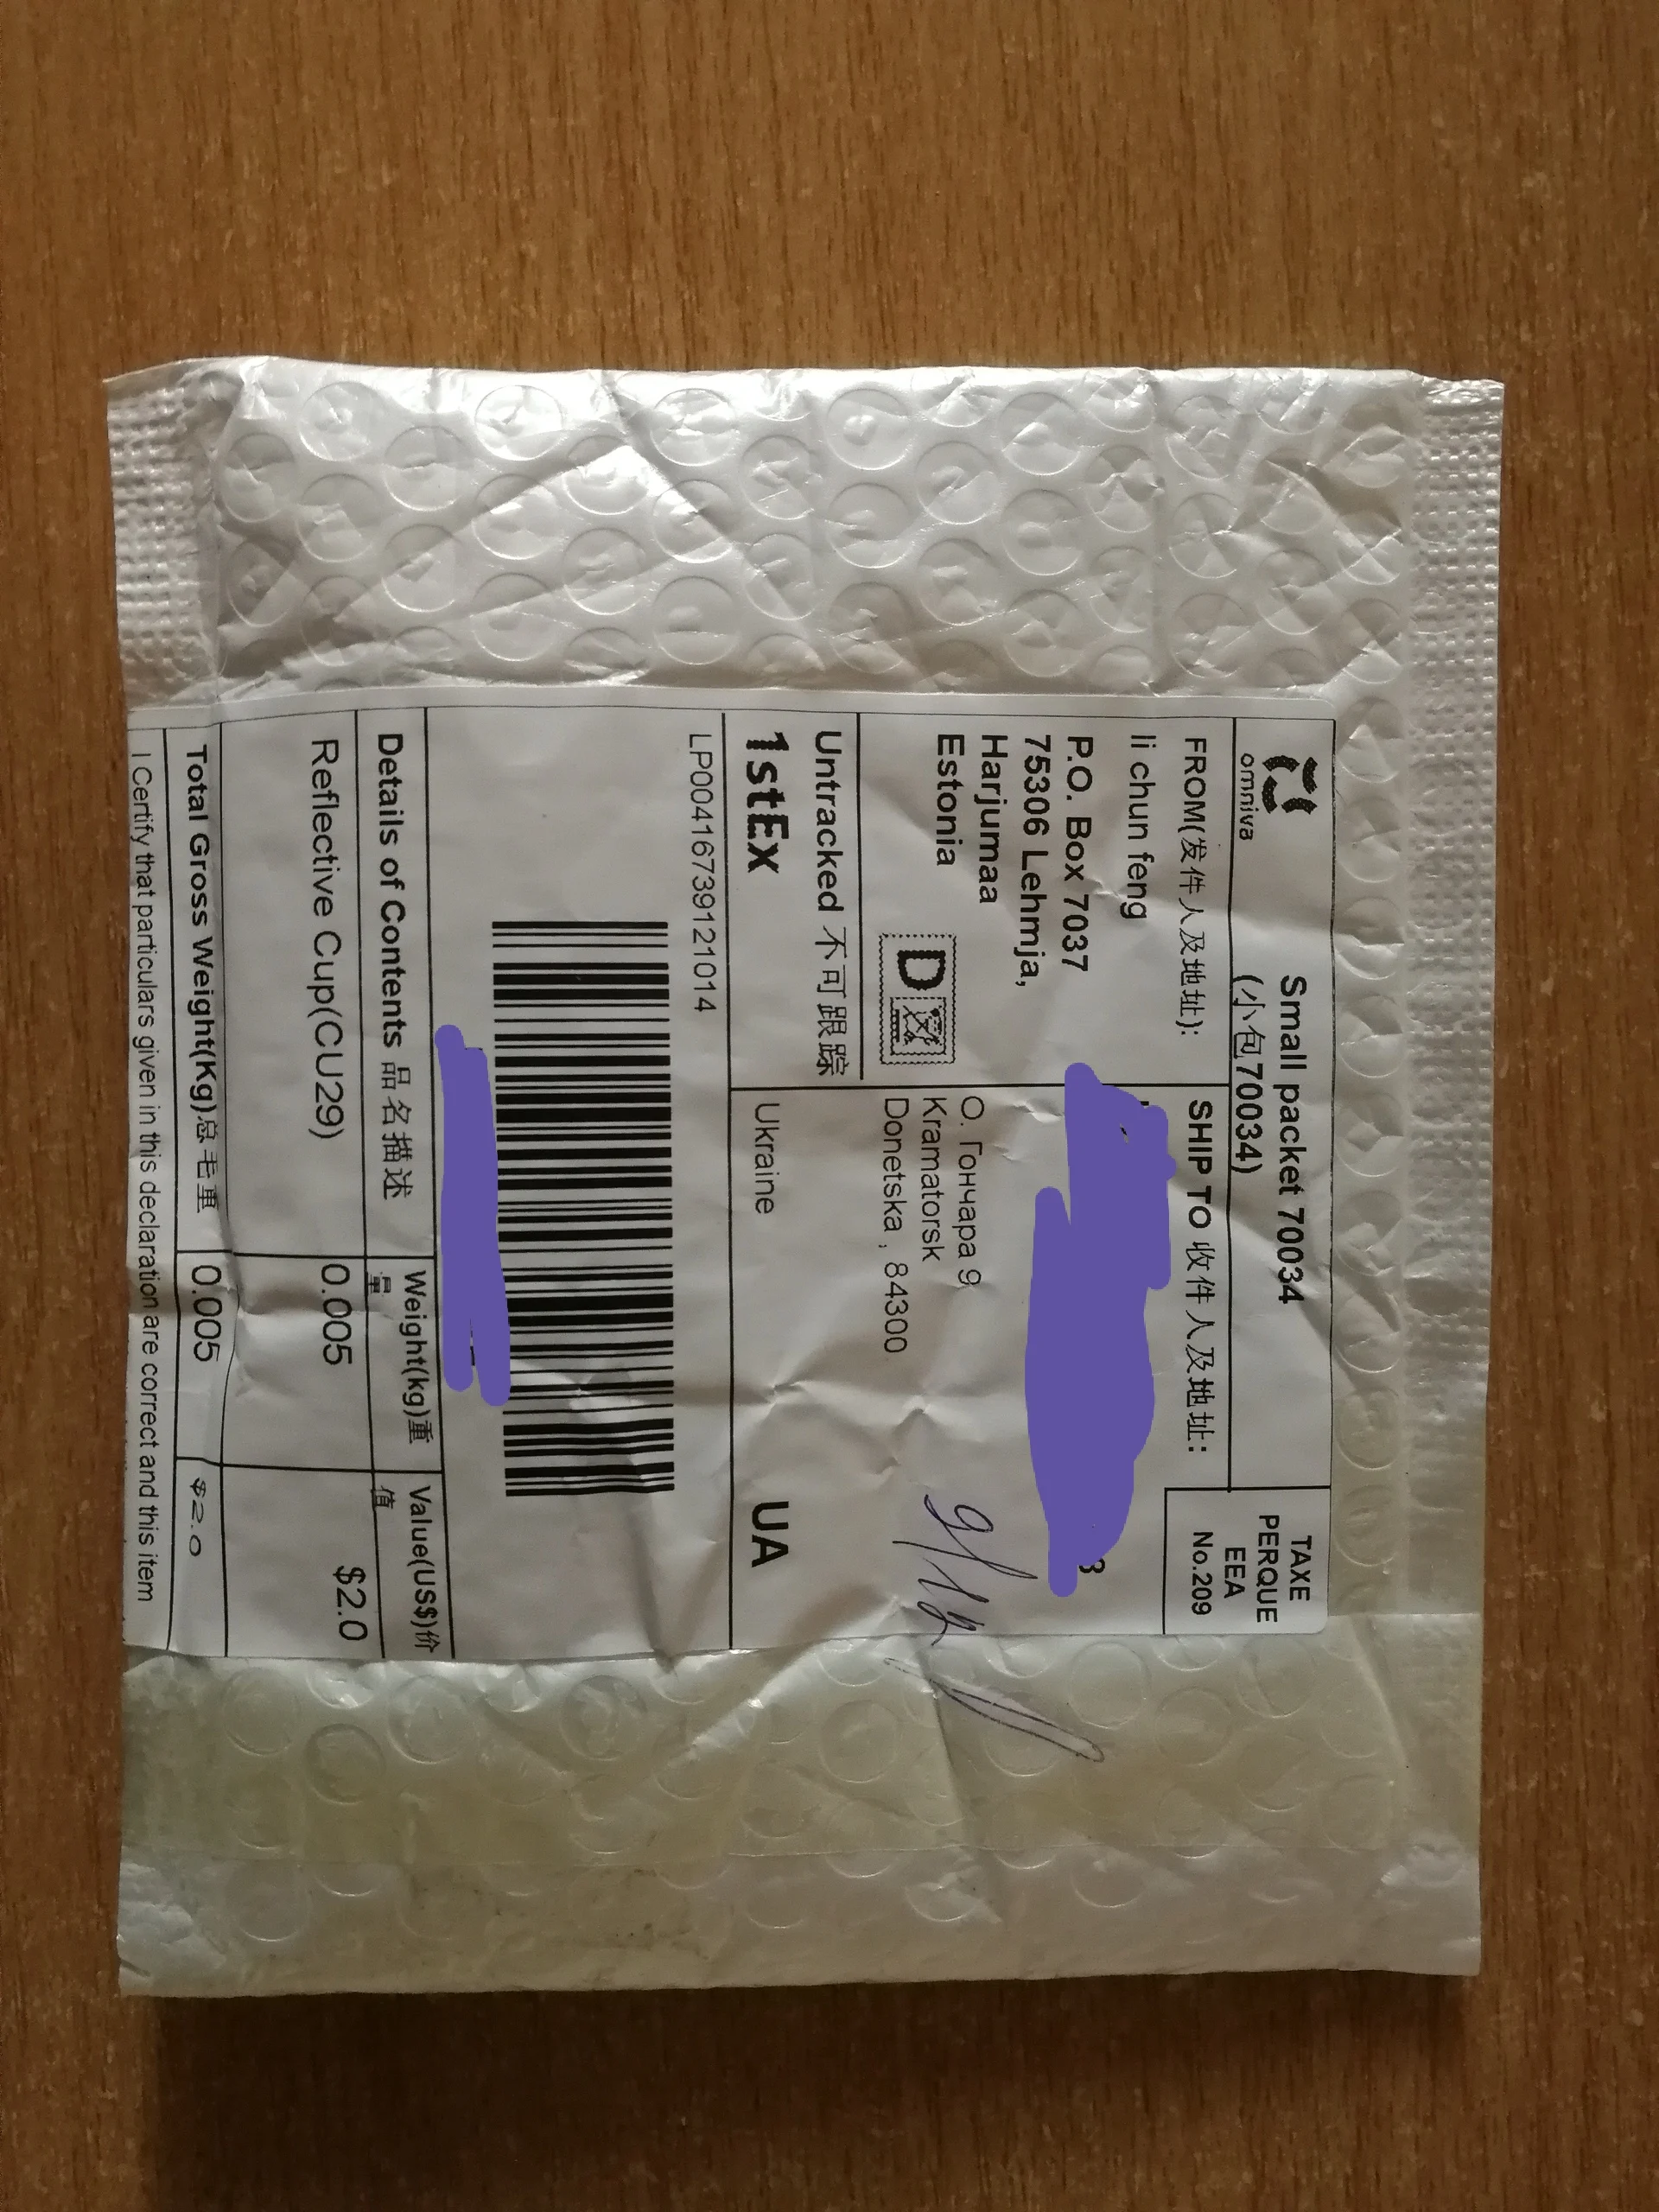 omniva
Small packet 70034
(小包70034)
TAXE
PERQUE
EEA
No.209
FROM(发件人及地址):
li chun feng
P.O. Box 7037
75306 Lehmja,
Harjumaa
Estonia
D
SHIP TO 收件人及地址:
3
О. Гончара 9
Kramatorsk
Donetska , 84300
Ukraine
UA
Untracked 不可跟踪
1stEX
LP00416739121014
Details of Contents 品名描述
Weight(kg)重
量
Value(US$)价
值
Reflective Cup(CU29)
0.005
$2.0
Total Gross Weight(Kg)总毛重
0.005
$2.0
I Certify that particulars given in this declaration are correct and this item